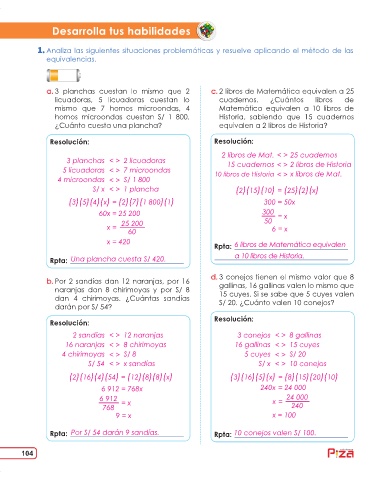 Desarrolla tus habilidades
1. Analiza las siguientes situaciones problemáticas y resuelve aplicando el método de las
equivalencias.
a. 3 planchas cuestan lo mismo que 2
licuadoras, 5 licuadoras cuestan lo
mismo que 7 hornos microondas, 4
hornos microondas cuestan S/ 1 800.
¿Cuánto cuesta una plancha?
Resolución:
3 planchas < > 2 licuadoras
5 licuadoras < > 7 microondas
4 microondas < > S/ 1 800
S/ x < > 1 plancha
(3)(5)(4)(x) = (2)(7)(1 800)(1)
60x = 25 200
x = 25 200
60
x = 420
Rpta: Una plancha cuesta S/ 420.
b. Por 2 sandías dan 12 naranjas, por 16
naranjas dan 8 chirimoyas y por S/ 8
dan 4 chirimoyas. ¿Cuántas sandías
darán por S/ 54?
Resolución:
2 sandías < > 12 naranjas
16 naranjas < > 8 chirimoyas
4 chirimoyas < > S/ 8
S/ 54 < > x sandías
(2)(16)(4)(54) = (12)(8)(8)(x)
6 912 = 768x
6 912 = x
768
9 = x
Rpta: Por S/ 54 darán 9 sandías.
c. 2 libros de Matemática equivalen a 25
cuadernos. ¿Cuántos libros de
Matemática equivalen a 10 libros de
Historia, sabiendo que 15 cuadernos
equivalen a 2 libros de Historia?
Resolución:
2 libros de Mat. < > 25 cuadernos
15 cuadernos < > 2 libros de Historia
10 libros de Historia < > x libros de Mat.
(2)(15)(10) = (25)(2)(x)
300 = 50x
300 = x
50
6 = x
Rpta: 6 libros de Matemática equivalen
a 10 libros de Historia.
d. 3 conejos tienen el mismo valor que 8
gallinas, 16 gallinas valen lo mismo que
15 cuyes. Si se sabe que 5 cuyes valen
S/ 20. ¿Cuánto valen 10 conejos?
Resolución:
3 conejos < > 8 gallinas
16 gallinas < > 15 cuyes
5 cuyes < > S/ 20
S/ x < > 10 conejos
(3)(16)(5)(x) = (8)(15)(20)(10)
240x = 24 000
x = 24 000
240
x = 100
Rpta: 10 conejos valen S/ 100.
104
Piza